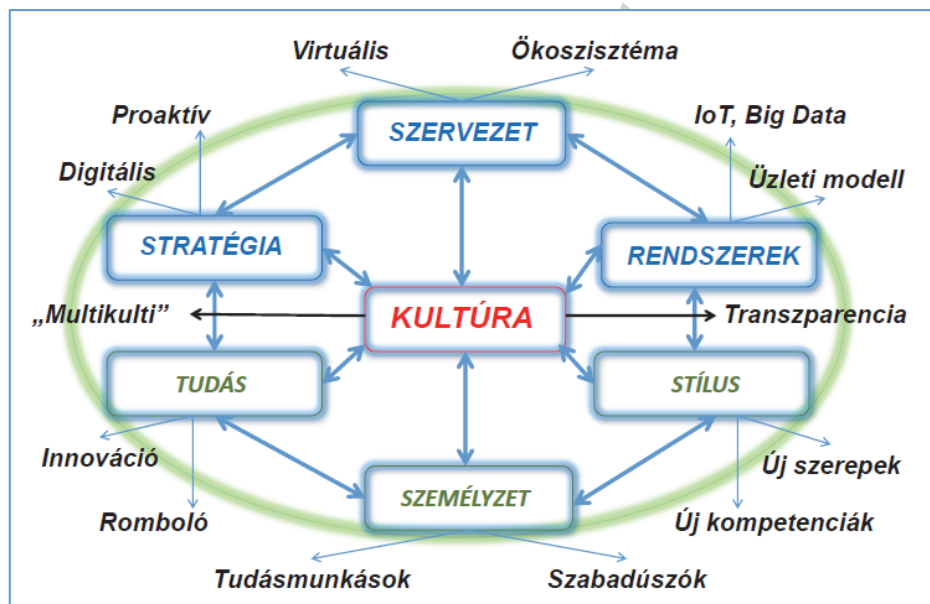 Virtuális Ökoszisztéma
Proaktív SZERVEZET IoT, Big Data
Digitális Üzleti modell
STRATÉGIA RENDSZEREK
„Multikulti” KULTÚRA Transzparencia
TUDÁS STÍLUS
Innováció Új szerepek
Romboló SZEMÉLYZET Új kompetenciák
Tudásmunkások Szabadúszók